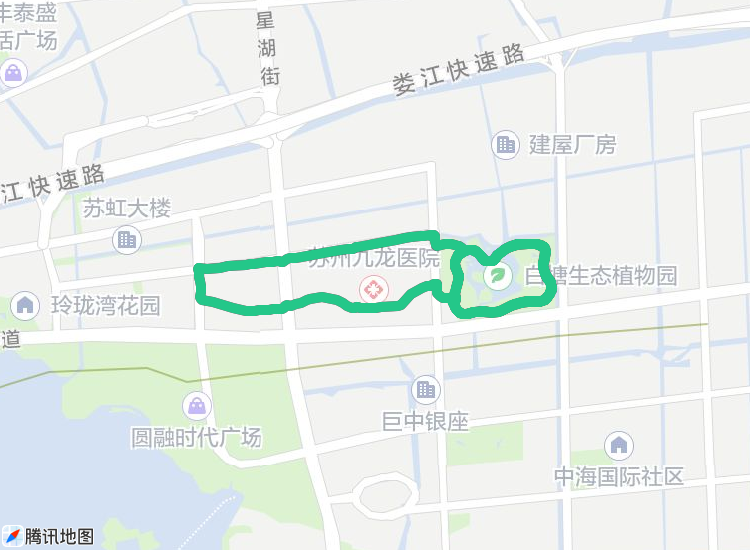 丰泰盛
活广场
星湖街
娄江快速路
建屋厂房
江快速路
苏虹大楼
苏州九龙医院
白塘生态植物园
玲珑湾花园
道
巨中银座
圆融时代广场
中海国际社区
腾讯地图